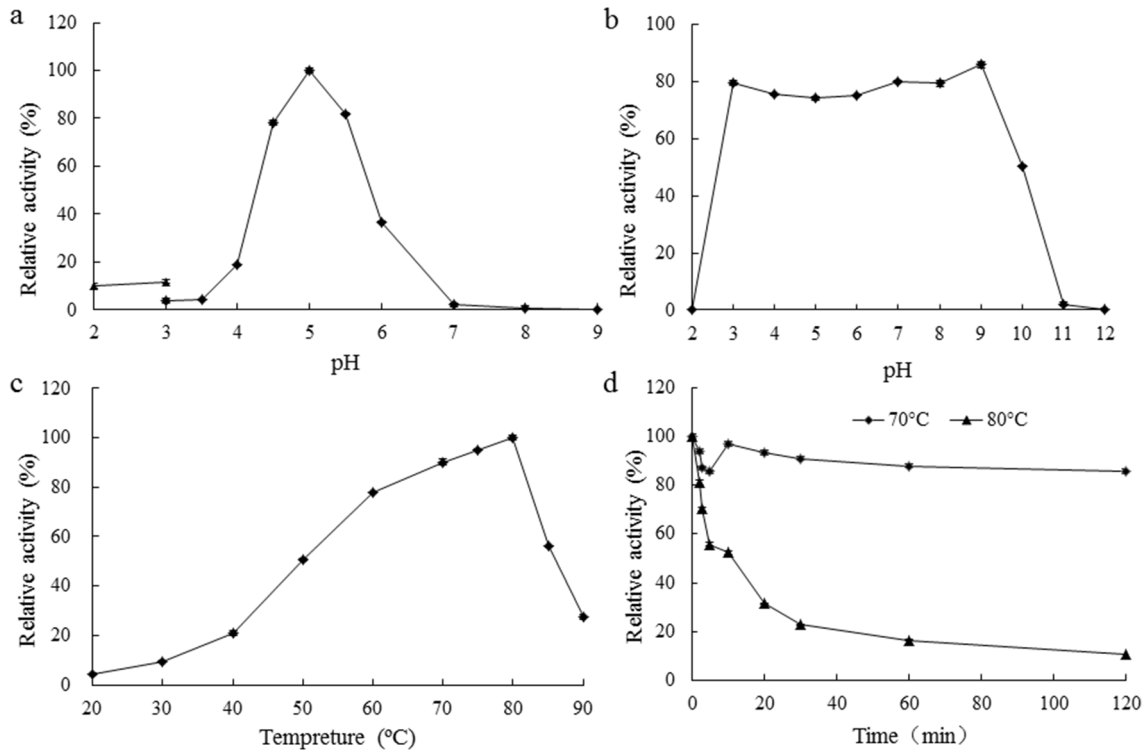 a
120
100
80
60
40
20
0
Relative activity (%)
2 3 4 5 6 7 8 9
pH
b
100
80
60
40
20
0
Relative activity (%)
2 3 4 5 6 7 8 9 10 11 12
pH
c
120
100
80
60
40
20
0
Relative activity (%)
20 30 40 50 60 70 80 90
Tempreture (ºC)
d
120
100
80
60
40
20
0
Relative activity (%)
70°C 80°C
0 20 40 60 80 100 120
Time（min）